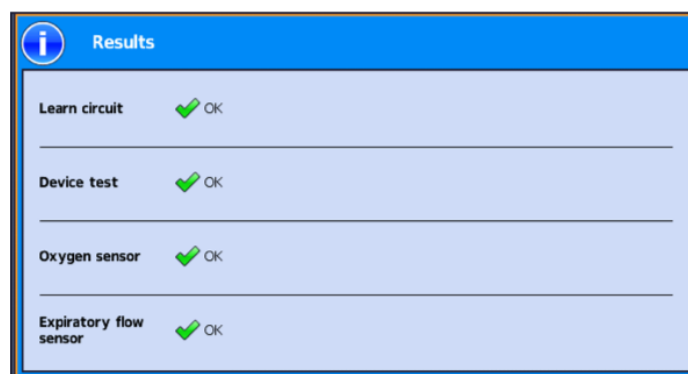 Results
Learn circuit OK
Device test OK
Oxygen sensor OK
Expiratory flow
sensor OK